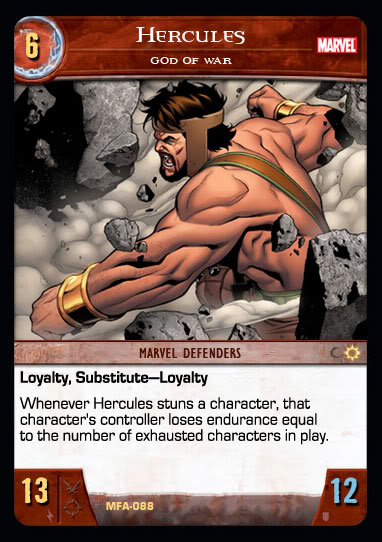 6
HERCULES
GOD OF WAR
MARVEL
MARVEL DEFENDERS
C
Loyalty, Substitute—Loyalty
Whenever Hercules stuns a character, that
character's controller loses endurance equal
to the number of exhausted characters in play.
13
MFA-088
12